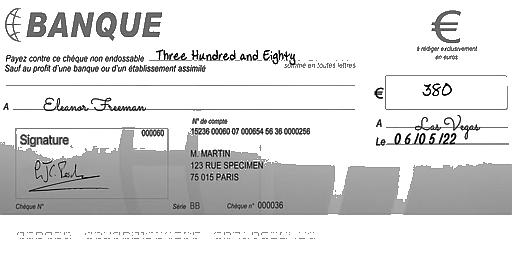 BANQUE
€
à rédiger exclusivement
en euros
Payez contre ce chèque non endossable Three Hundred and Eighty
Sauf au profit d'une banque ou d'un établissement assimilé
somme en toutes lettres
€ 380
A Eleanor Freeman
A Las Vegas
Le 06/05/22
Signature
000060
N° de compte
15236 00060 07 000654 56 36 0000256
M. MARTIN
123 RUE SPECIMEN
75 015 PARIS
Chèque N°
Série BB
Chèque n° 000036